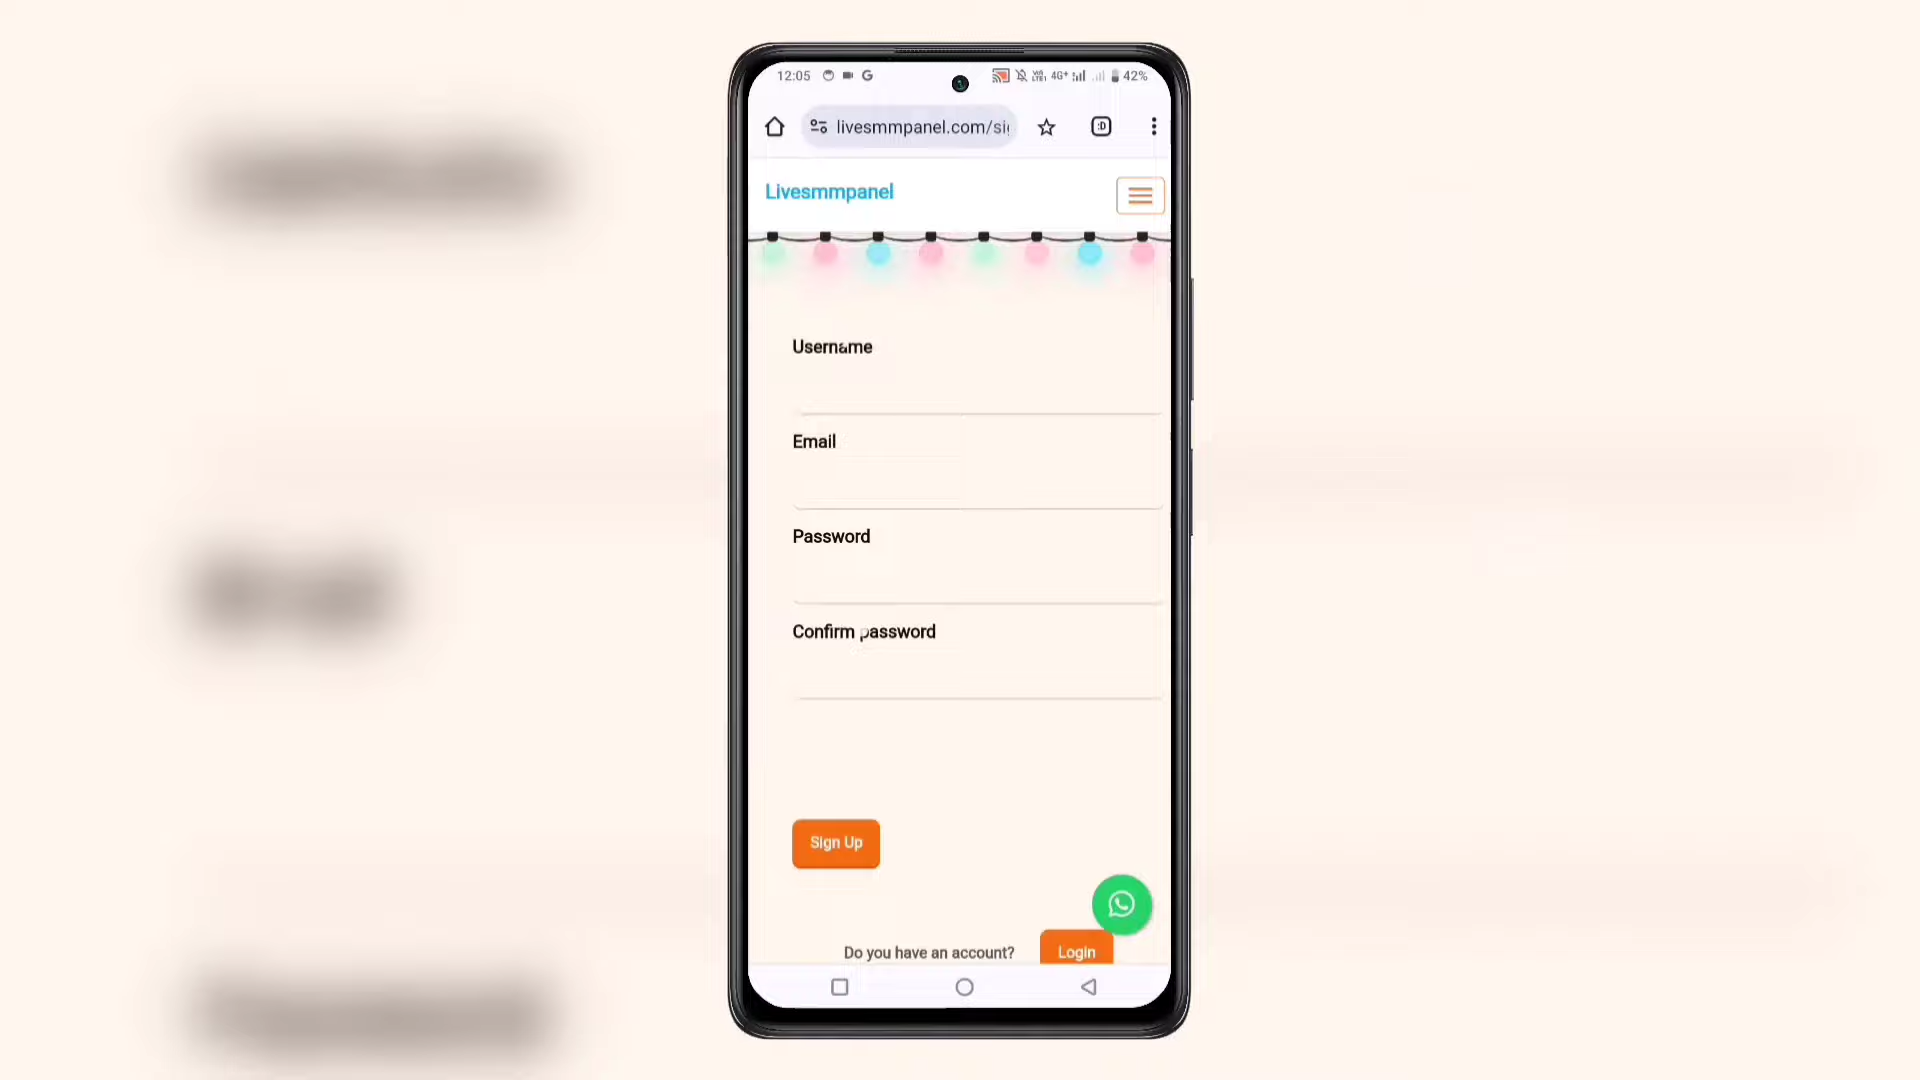 12:05 G 4G+ 42%
livesmmpanel.com/si
Livesmmpanel
Username
Email
Password
Confirm password
Sign Up
Do you have an account? Login